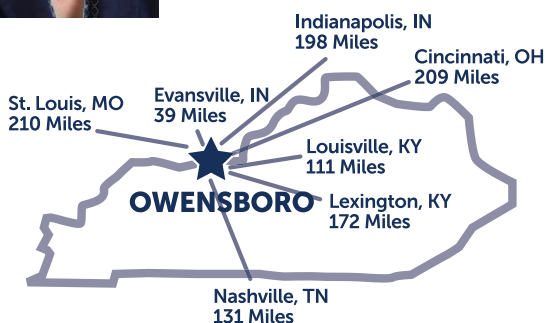 Indianapolis, IN
198 Miles
Cincinnati, OH
209 Miles
St. Louis, MO
210 Miles
Evansville, IN
39 Miles
Louisville, KY
111 Miles
OWENSBORO
Lexington, KY
172 Miles
Nashville, TN
131 Miles